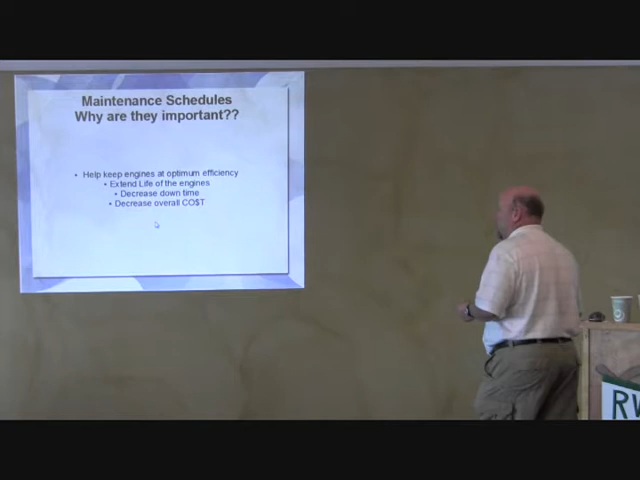 Maintenance Schedules
Why are they important??
• Help keep engines at optimum efficiency
• Extend Life of the engines
• Decrease down time
• Decrease overall CO$T